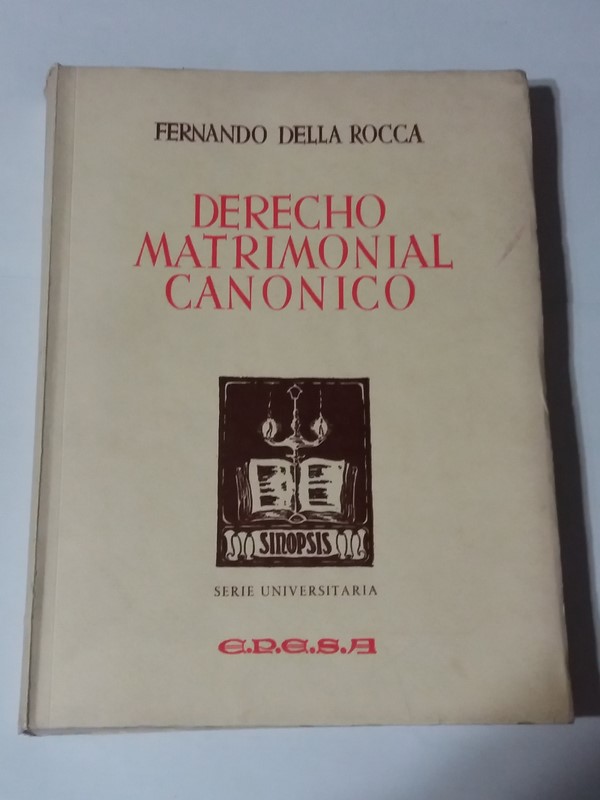 FERNANDO DELLA ROCCA
DERECHO
MATRIMONIAL
CANONICO
SINOPSIS
SERIE UNIVERSITARIA
E.P.E.S.A